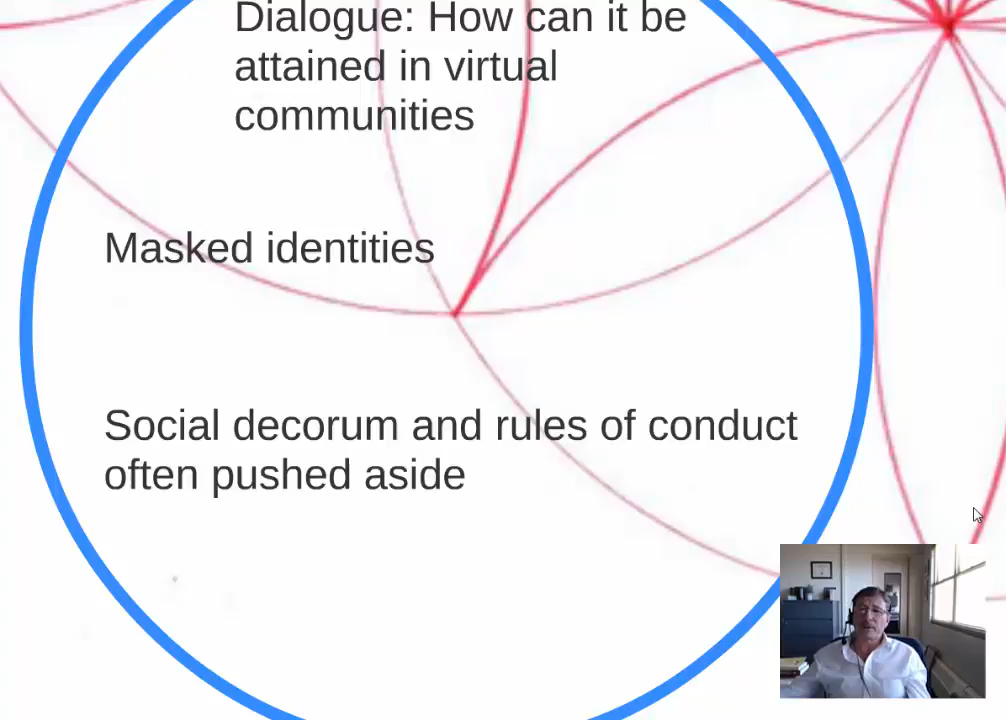 Dialogue: How can it be
attained in virtual
communities
Masked identities
Social decorum and rules of conduct
often pushed aside